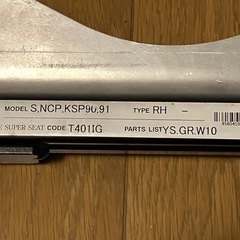 MODEL S,NCP,KSP90,91 TYPE RH -
SUPER SEAT CODE T401IG PARTS LIST YS.GR.W10